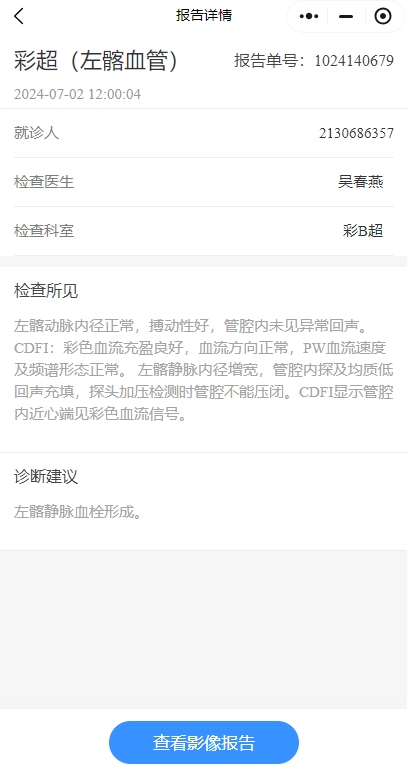 报告详情
彩超（左髂血管）
报告单号：1024140679
2024-07-02 12:00:04
就诊人
2130686357
检查医生
吴春燕
检查科室
彩B超
检查所见
左髂动脉内径正常，搏动性好，管腔内未见异常回声。
CDFI：彩色血流充盈良好，血流方向正常，PW血流速度
及频谱形态正常。 左髂静脉内径增宽，管腔内探及均质低
回声充填，探头加压检测时管腔不能压闭。CDFI显示管腔
内近心端见彩色血流信号。
诊断建议
左髂静脉血栓形成。
查看影像报告